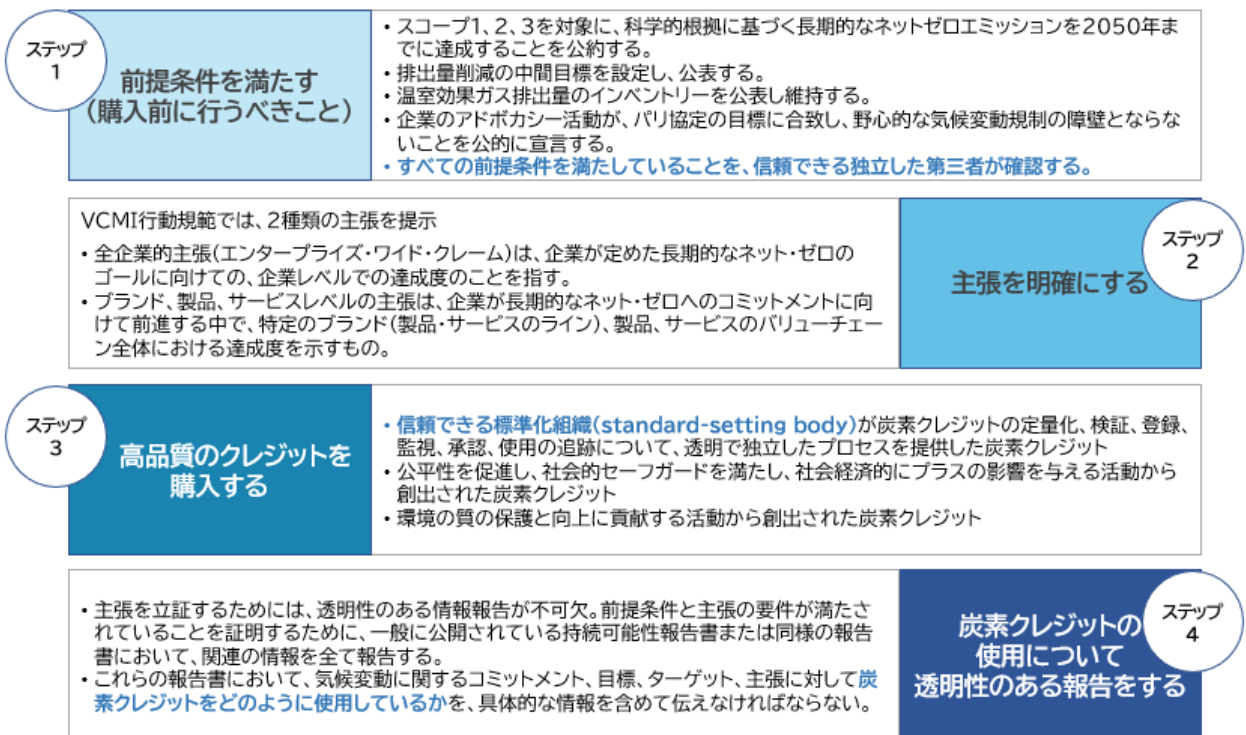 ステップ
1
前提条件を満たす
(購入前に行うべきこと)
・スコープ1、2、3を対象に、科学的根拠に基づく長期的なネットゼロエミッションを2050年ま
でに達成することを公約する。
・排出量削減の中間目標を設定し、公表する。
・温室効果ガス排出量のインベントリーを公表し維持する。
・企業のアドボカシー活動が、パリ協定の目標に合致し、野心的な気候変動規制の障壁とならな
いことを公的に宣言する。
・すべての前提条件を満たしていることを、信頼できる独立した第三者が確認する。
VCMI行動規範では、2種類の主張を提示
・全企業的主張(エンタープライズ・ワイド・クレーム)は、企業が定めた長期的なネット・ゼロの
ゴールに向けての、企業レベルでの達成度のことを指す。
・ブランド、製品、サービスレベルの主張は、企業が長期的なネット・ゼロへのコミットメントに向
けて前進する中で、特定のブランド(製品・サービスのライン)、製品、サービスのバリューチェー
ン全体における達成度を示すもの。
ステップ
2
主張を明確にする
ステップ
3
高品質のクレジットを
購入する
・信頼できる標準化組織(standard-setting body)が炭素クレジットの定量化、検証、登録、
監視、承認、使用の追跡について、透明で独立したプロセスを提供した炭素クレジット
・公平性を促進し、社会的セーフガードを満たし、社会経済的にプラスの影響を与える活動から
創出された炭素クレジット
・環境の質の保護と向上に貢献する活動から創出された炭素クレジット
・主張を立証するためには、透明性のある情報報告が不可欠。前提条件と主張の要件が満たさ
れていることを証明するために、一般に公開されている持続可能性報告書または同様の報告
書において、関連の情報を全て報告する。
・これらの報告書において、気候変動に関するコミットメント、目標、ターゲット、主張に対して炭
素クレジットをどのように使用しているかを、具体的な情報を含めて伝えなければならない。
ステップ
4
炭素クレジットの
使用について
透明性のある報告をする